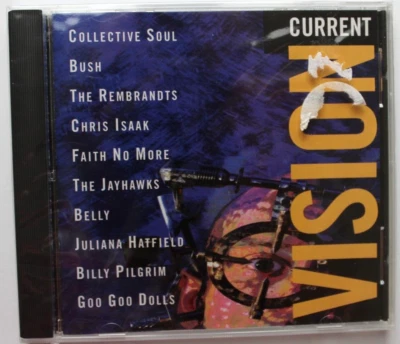 Collective Soul
Bush
The Rembrandts
Chris Isaak
Faith No More
The Jayhawks
Belly
Juliana Hatfield
Billy Pilgrim
Goo Goo Dolls
CURRENT
VISION